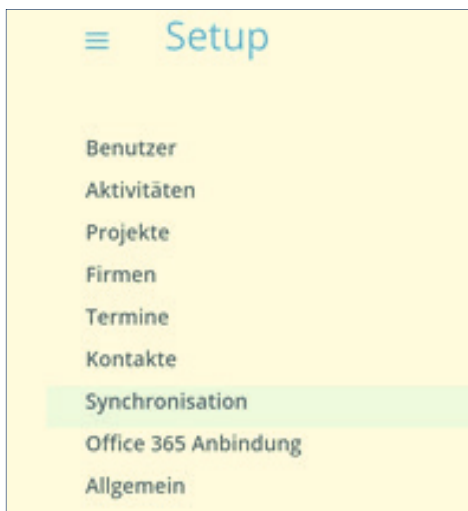 Setup
Benutzer
Aktivitäten
Projekte
Firmen
Termine
Kontakte
Synchronisation
Office 365 Anbindung
Allgemein